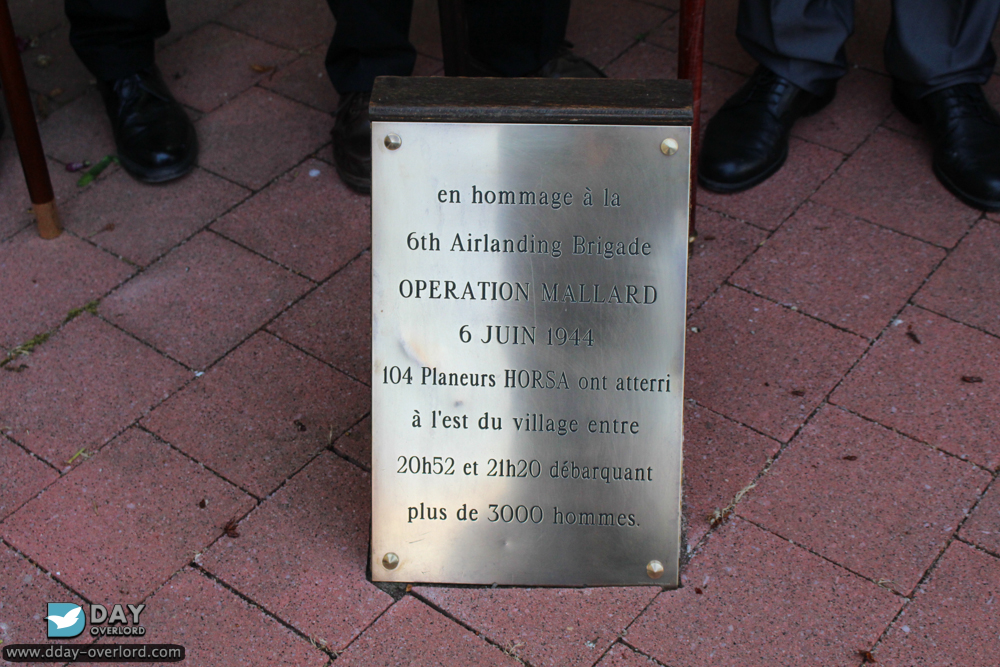 en hommage à la
6th Airlanding Brigade
OPERATION MALLARD
6 JUIN 1944
104 Planeurs HORSA ont atterri
à l'est du village entre
20h52 et 21h20 débarquant
plus de 3000 hommes.
DAY
OVERLORD
www.dday-overlord.com